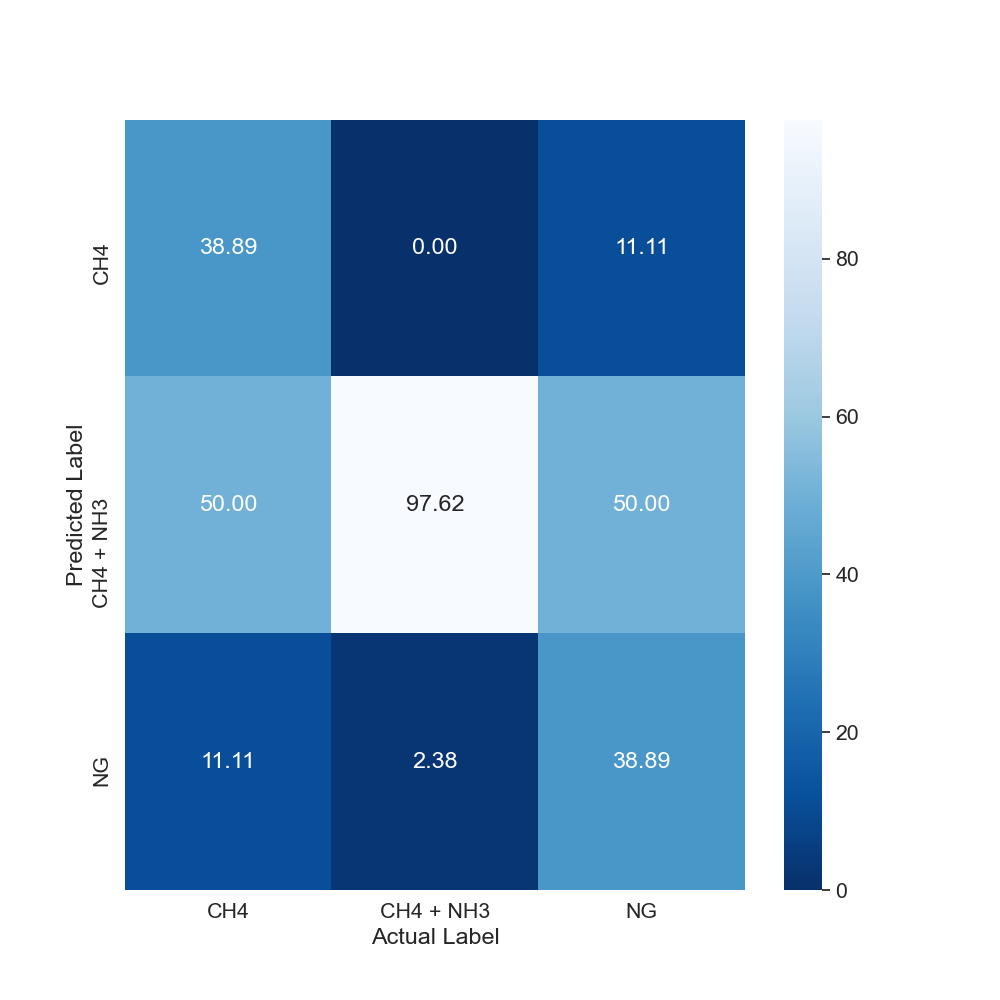 Predicted Label
CH4
38.89 0.00 11.11
CH4 + NH3
50.00 97.62 50.00
NG
11.11 2.38 38.89
CH4 CH4 + NH3 NG
Actual Label
80
60
40
20
0